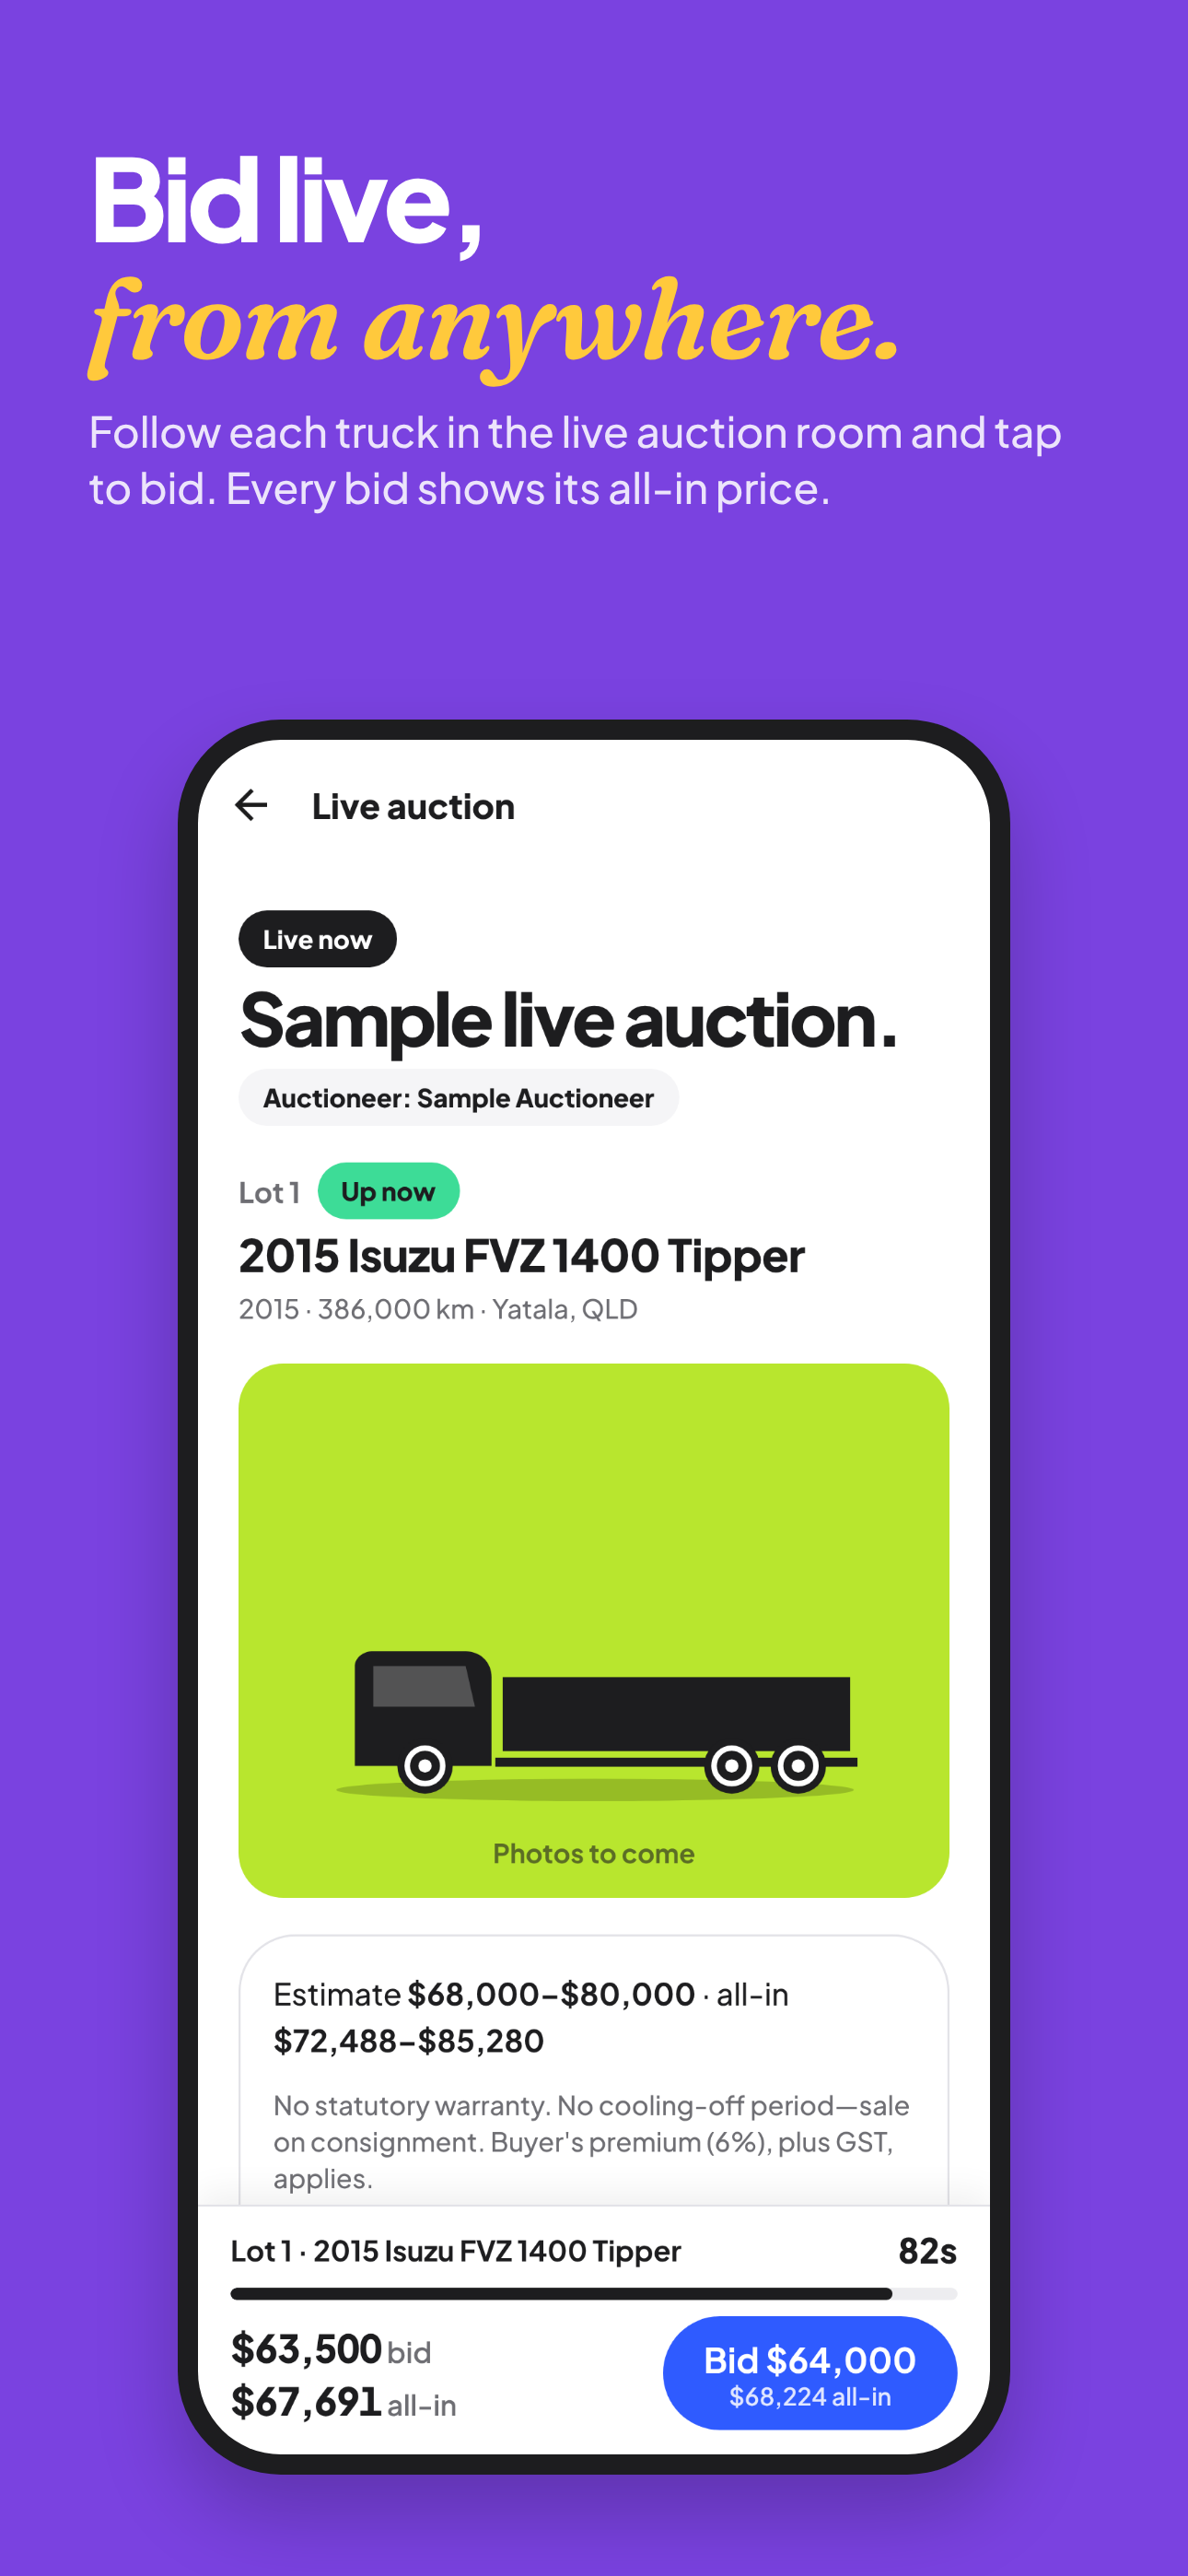 Bid live,
from anywhere.
Follow each truck in the live auction room and tap
to bid. Every bid shows its all-in price.
Live auction
Live now
Sample live auction.
Auctioneer: Sample Auctioneer
Lot 1 Up now
2015 Isuzu FVZ 1400 Tipper
2015 · 386,000 km · Yatala, QLD
Photos to come
Estimate $68,000–$80,000 · all-in
$72,488–$85,280
No statutory warranty. No cooling-off period—sale
on consignment. Buyer's premium (6%), plus GST,
applies.
Lot 1 · 2015 Isuzu FVZ 1400 Tipper 82s
$63,500 bid
$67,691 all-in
Bid $64,000
$68,224 all-in